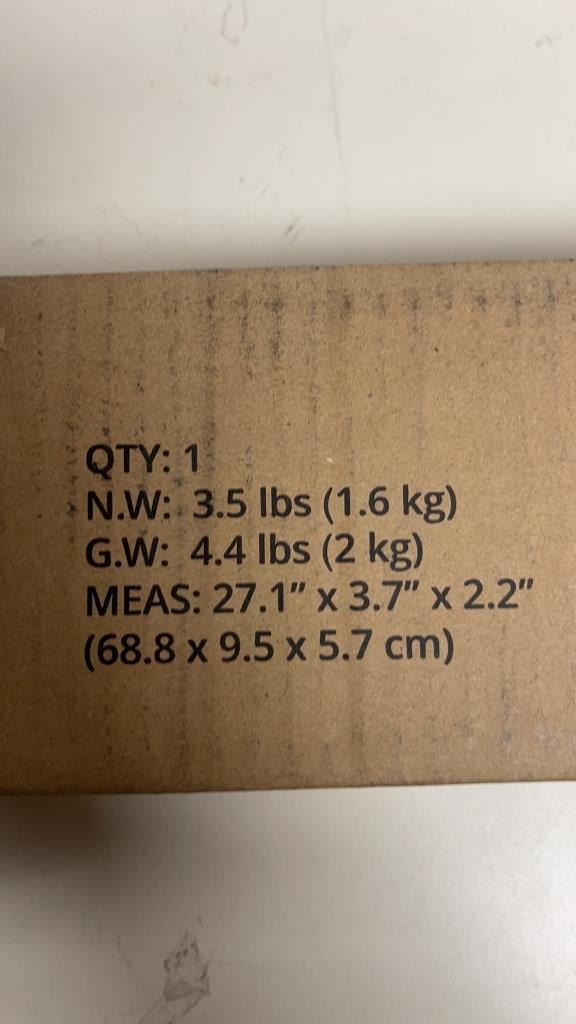 QTY: 1
N.W: 3.5 lbs (1.6 kg)
G.W: 4.4 lbs (2 kg)
MEAS: 27.1” x 3.7” x 2.2”
(68.8 x 9.5 x 5.7 cm)